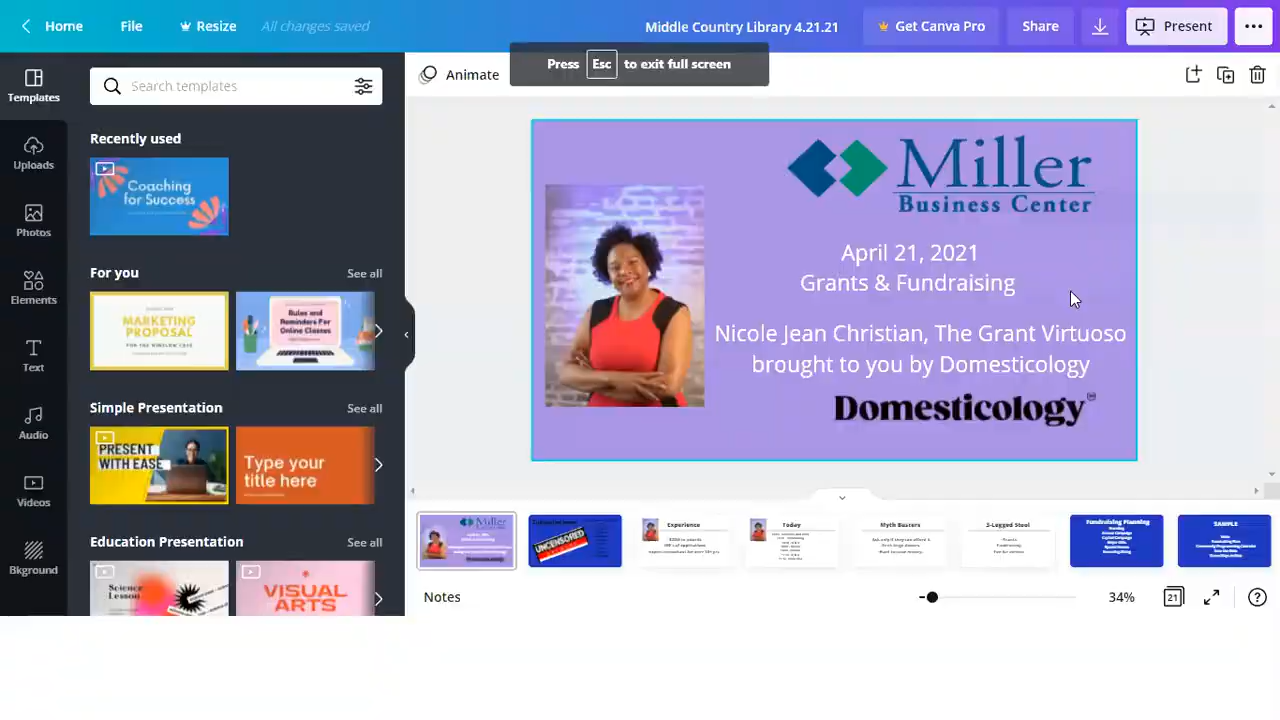 Home
File
Resize
All changes saved
Middle Country Library 4.21.21
Get Canva Pro
Share
Present
Press Esc to exit full screen
Templates
Uploads
Photos
Elements
Text
Audio
Videos
Bkground
Search templates
Recently used
Coaching
for Success
For you
See all
MARKETING
PROPOSAL
Rules and
Reminders For
Online Classes
Simple Presentation
See all
PRESENT
WITH EASE
Type your
title here
Education Presentation
See all
Science
Lesson
VISUAL
ARTS
Animate
Miller
Business Center
April 21, 2021
Grants & Fundraising
Nicole Jean Christian, The Grant Virtuoso
brought to you by Domesticology
Domesticology
UNCENSORED
Experience
Today
Myth Busters
3-Legged Stool
Fundraising Planning
SAMPLE
Notes
34%
21